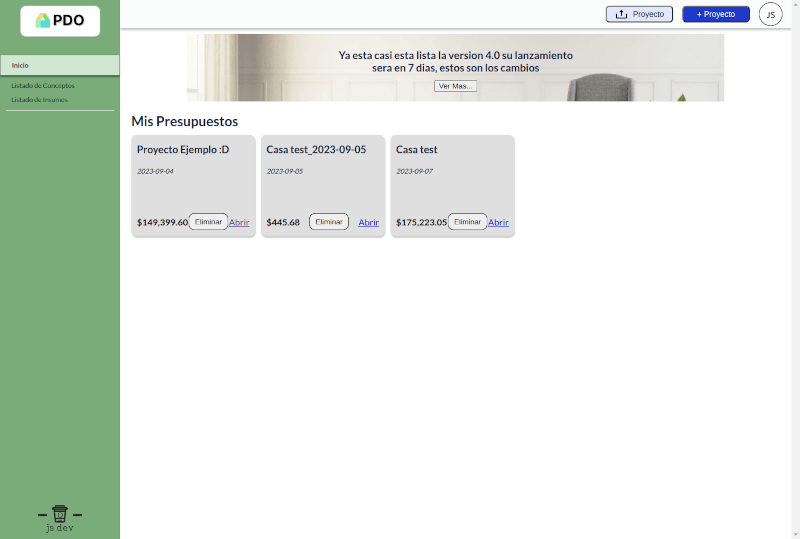 PDO
Proyecto
+ Proyecto
JS
Inicio
Listado de Conceptos
Listado de Insumos
Ya esta casi esta lista la version 4.0 su lanzamiento
sera en 7 dias, estos son los cambios
Ver Mas...
Mis Presupuestos
Proyecto Ejemplo :D
2023-09-04
$149,399.60 Eliminar Abrir
Casa test_2023-09-05
2023-09-05
$445.68 Eliminar Abrir
Casa test
2023-09-07
$175,223.05 Eliminar Abrir
js dev